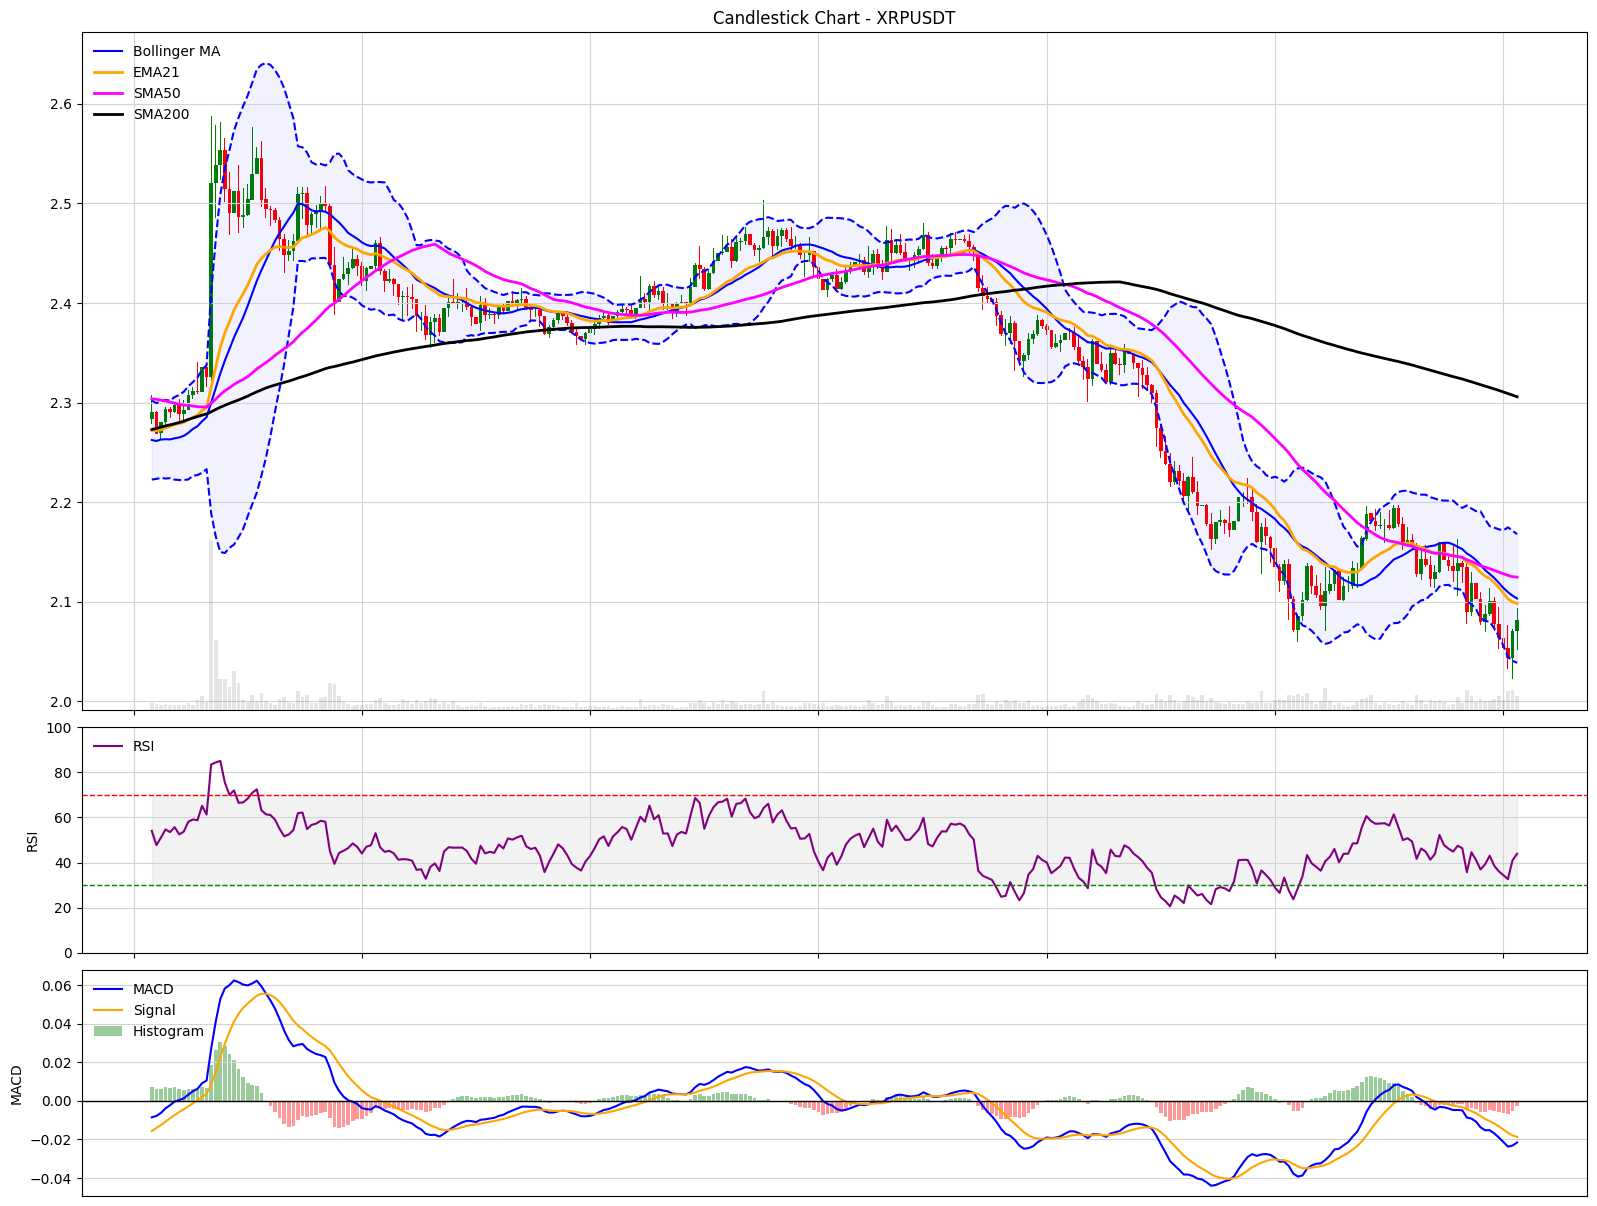 Candlestick Chart - XRPUSDT
Bollinger MA
EMA21
SMA50
SMA200
2.6
2.5
2.4
2.3
2.2
2.1
2.0
RSI
RSI
100
80
60
40
20
0
MACD
MACD
Signal
Histogram
0.06
0.04
0.02
0.00
−0.02
−0.04